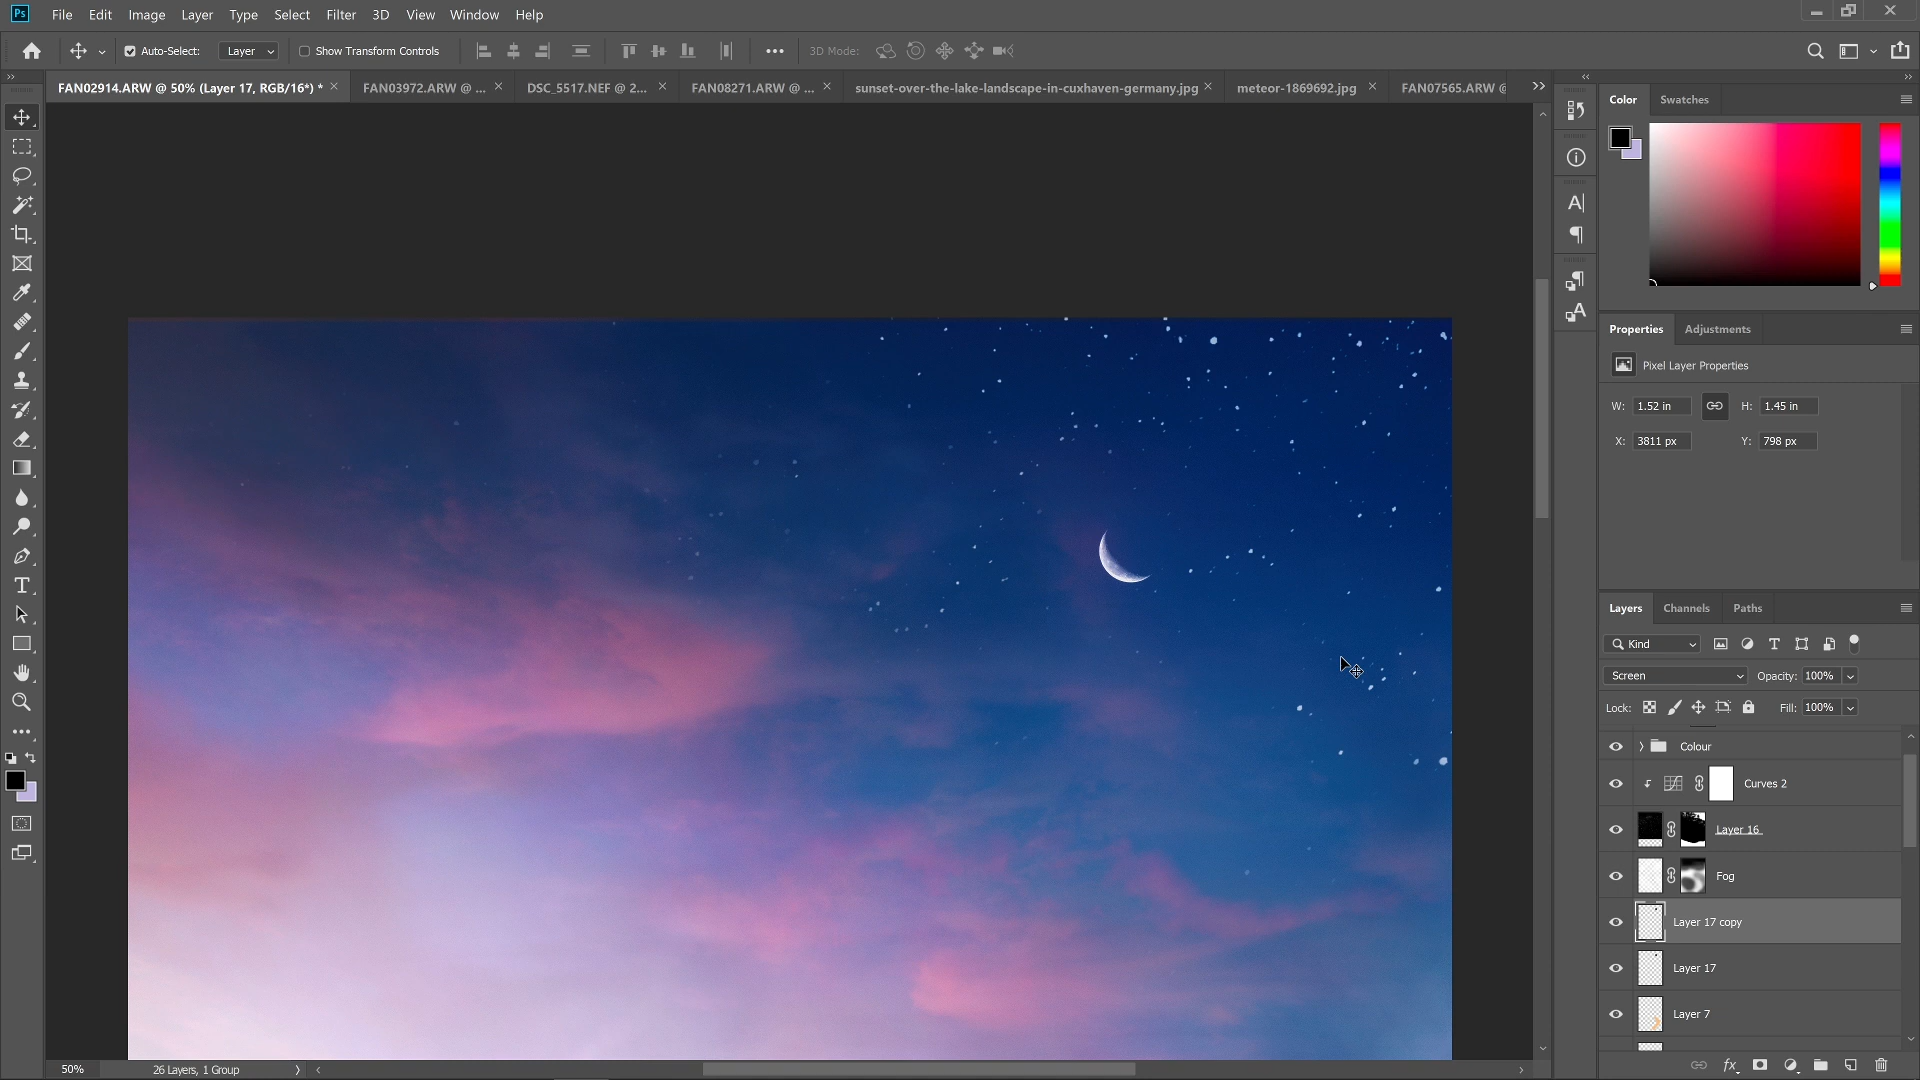 Ps File Edit Image Layer Type Select Filter 3D View Window Help
Auto-Select: Layer Show Transform Controls 3D Mode:
FAN02914.ARW @ 50% (Layer 17, RGB/16*) * FAN03972.ARW @ ... DSC_5517.NEF @ 2... FAN08271.ARW @ ... sunset-over-the-lake-landscape-in-cuxhaven-germany.jpg meteor-1869692.jpg FAN07565.ARW @
Color Swatches
Properties Adjustments
Pixel Layer Properties
W: 1.52 in H: 1.45 in
X: 3811 px Y: 798 px
Layers Channels Paths
Kind
Screen Opacity: 100%
Lock: Fill: 100%
Colour
Curves 2
Layer 16
Fog
Layer 17 copy
Layer 17
Layer 7
fx
50% 26 Layers, 1 Group